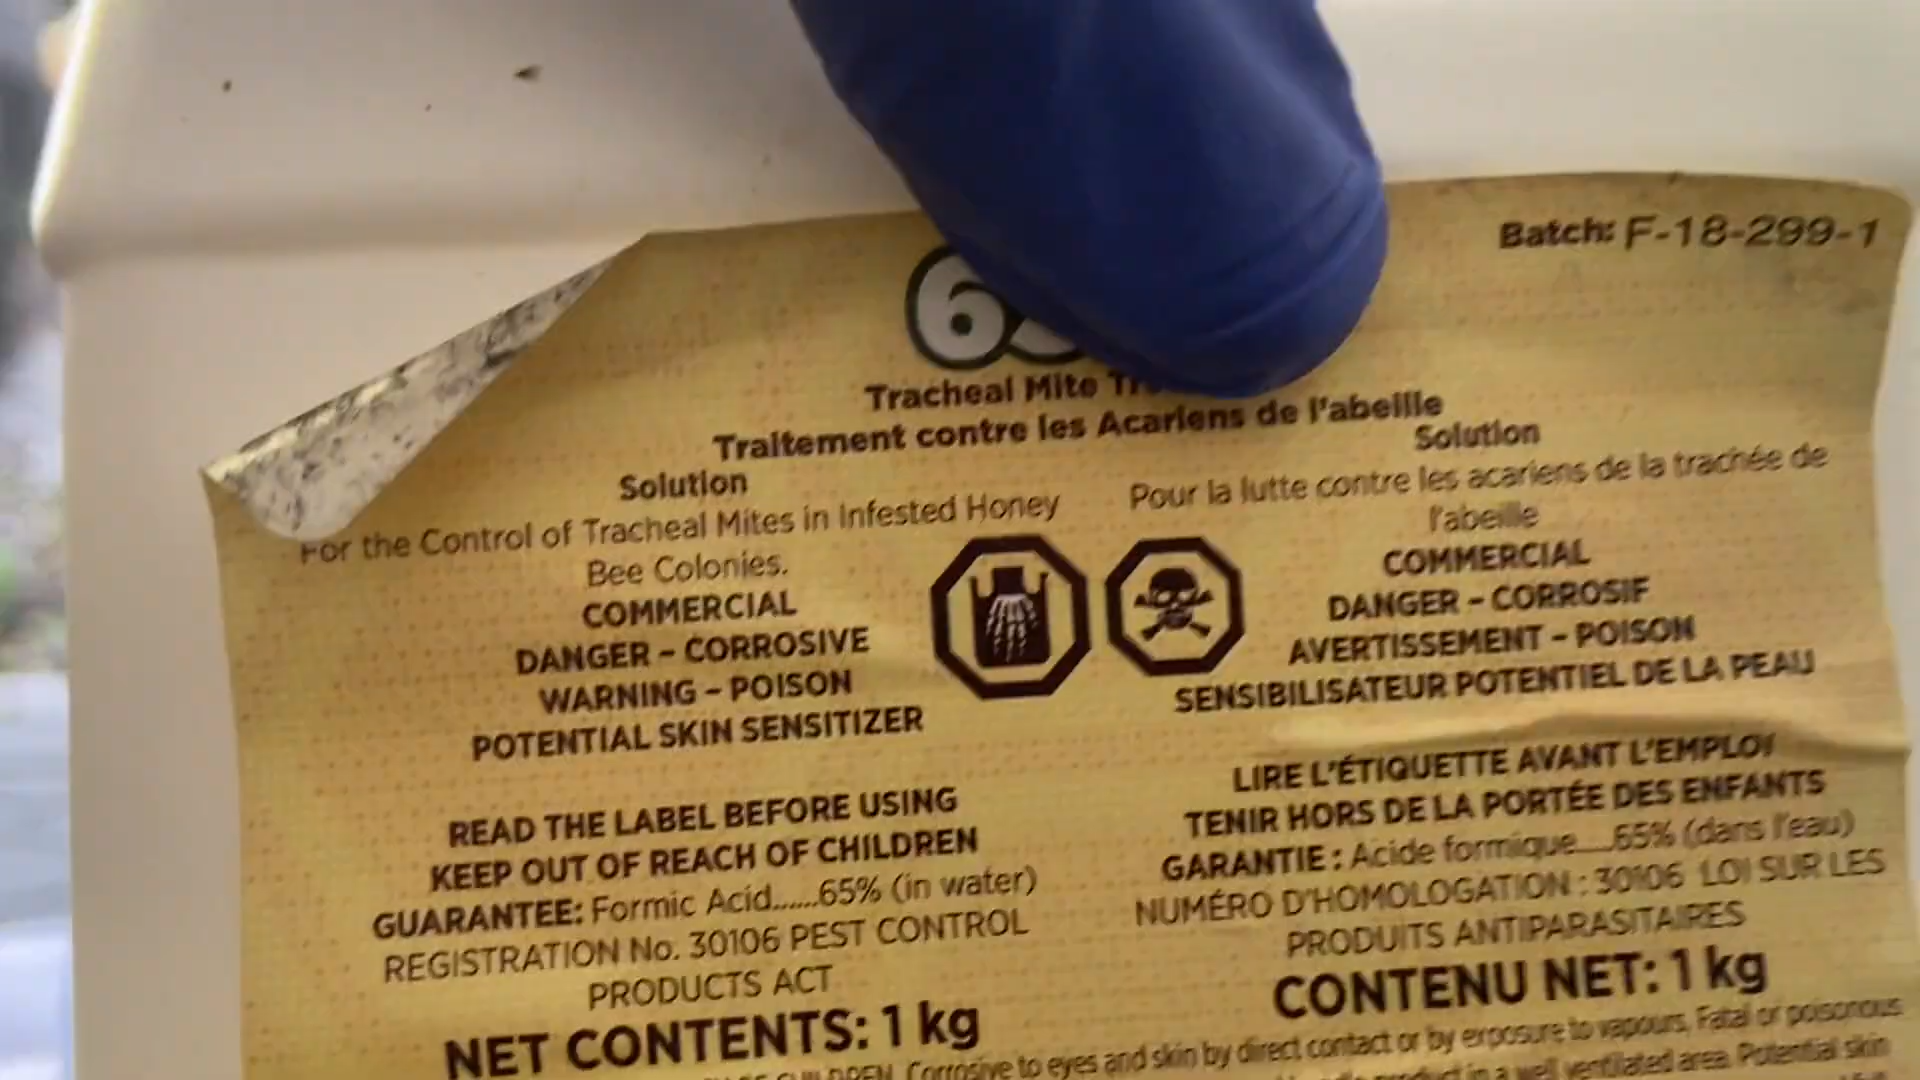 Batch: F-18-299-1
6
Tracheal Mite
Traitement contre les Acariens de l'abeille
Solution
For the Control of Tracheal Mites in Infested Honey
Bee Colonies.
COMMERCIAL
DANGER – CORROSIVE
WARNING – POISON
POTENTIAL SKIN SENSITIZER
READ THE LABEL BEFORE USING
KEEP OUT OF REACH OF CHILDREN
GUARANTEE: Formic Acid......65% (in water)
REGISTRATION No. 30106 PEST CONTROL
PRODUCTS ACT
NET CONTENTS: 1 kg
Solution
Pour la lutte contre les acariens de la trachée de
l'abeille
COMMERCIAL
DANGER – CORROSIF
AVERTISSEMENT – POISON
SENSIBILISATEUR POTENTIEL DE LA PEAU
LIRE L'ÉTIQUETTE AVANT L'EMPLOI
TENIR HORS DE LA PORTÉE DES ENFANTS
GARANTIE : Acide formique.....65% (dans l'eau)
NUMÉRO D'HOMOLOGATION : 30106 LOI SUR LES
PRODUITS ANTIPARASITAIRES
CONTENU NET: 1 kg
CHILDREN. Corrosive to eyes and skin by direct contact or by exposure to vapours. Fatal or poisonous
product in a well ventilated area. Potential skin